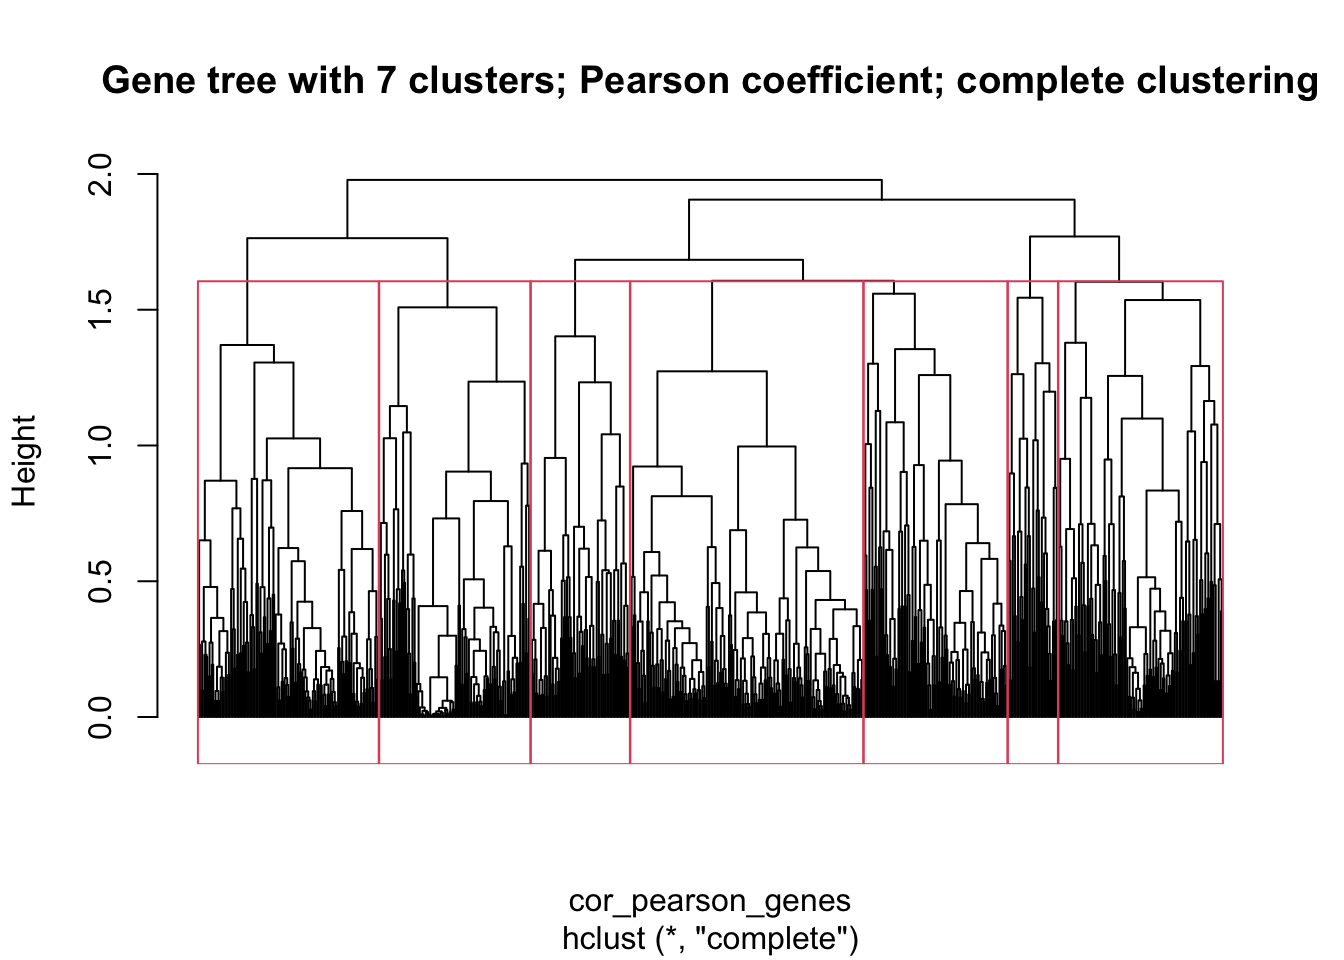 Gene tree with 7 clusters; Pearson coefficient; complete clustering
2.0
1.5
1.0
0.5
0.0
Height
cor_pearson_genes
hclust (*, "complete")